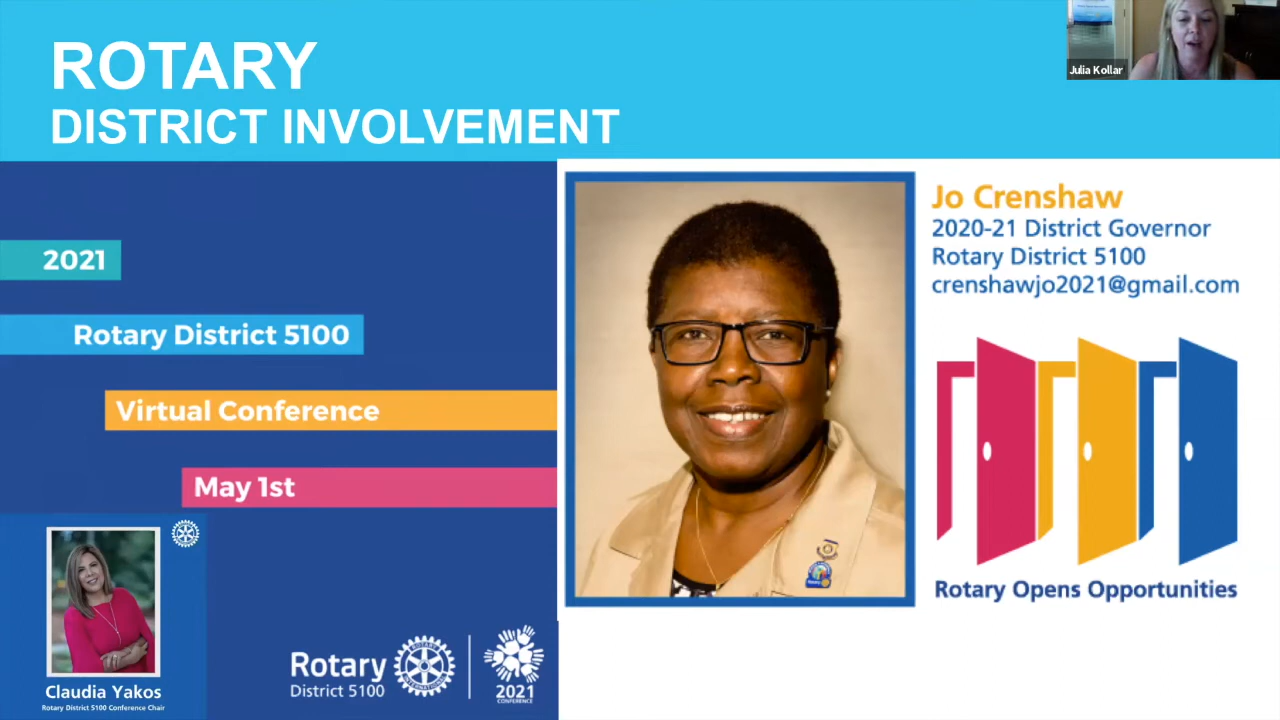 ROTARY
DISTRICT INVOLVEMENT
Julia Kollar
2021
Rotary District 5100
Virtual Conference
May 1st
Claudia Yakos
Rotary District 5100 Conference Chair
Rotary
District 5100
ROTARY
INTERNATIONAL
2021
CONFERENCE
Jo Crenshaw
2020-21 District Governor
Rotary District 5100
crenshawjo2021@gmail.com
Rotary Opens Opportunities